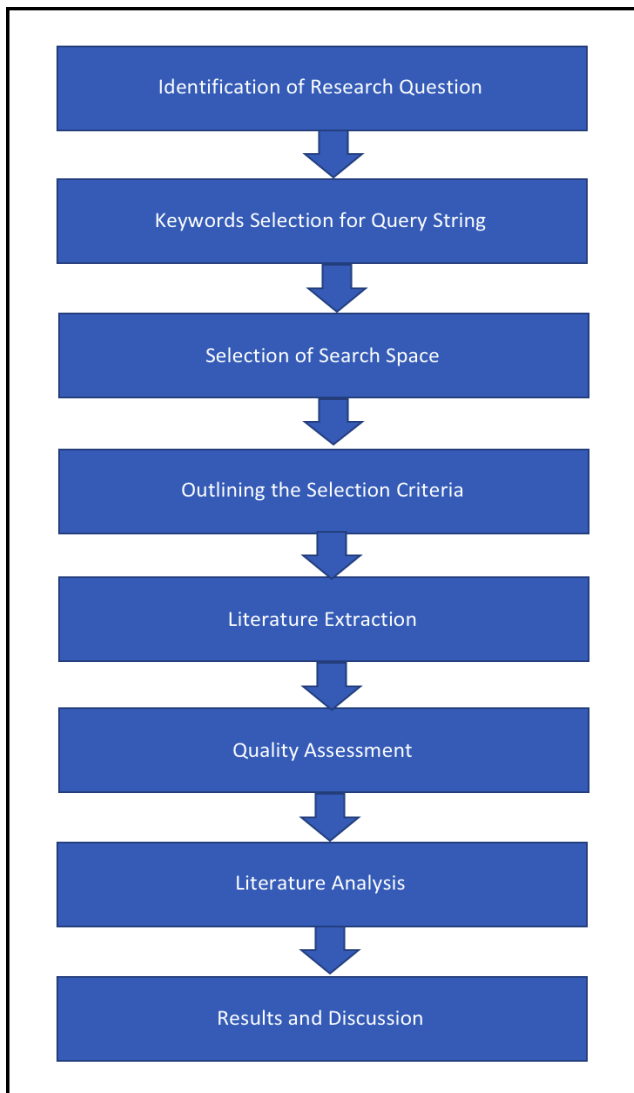 Identification of Research Question
Keywords Selection for Query String
Selection of Search Space
Outlining the Selection Criteria
Literature Extraction
Quality Assessment
Literature Analysis
Results and Discussion